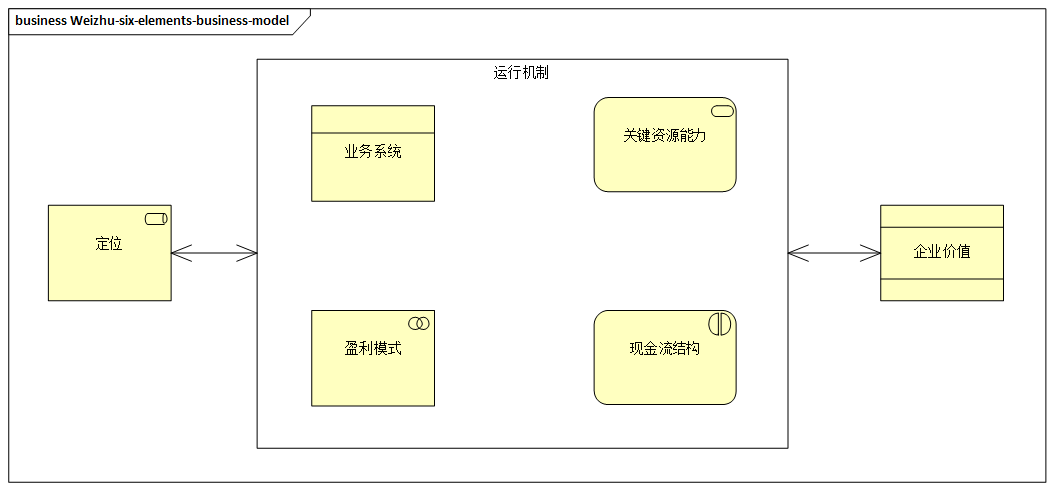 business Weizhu-six-elements-business-model
运行机制
业务系统
关键资源能力
定位
企业价值
盈利模式
现金流结构